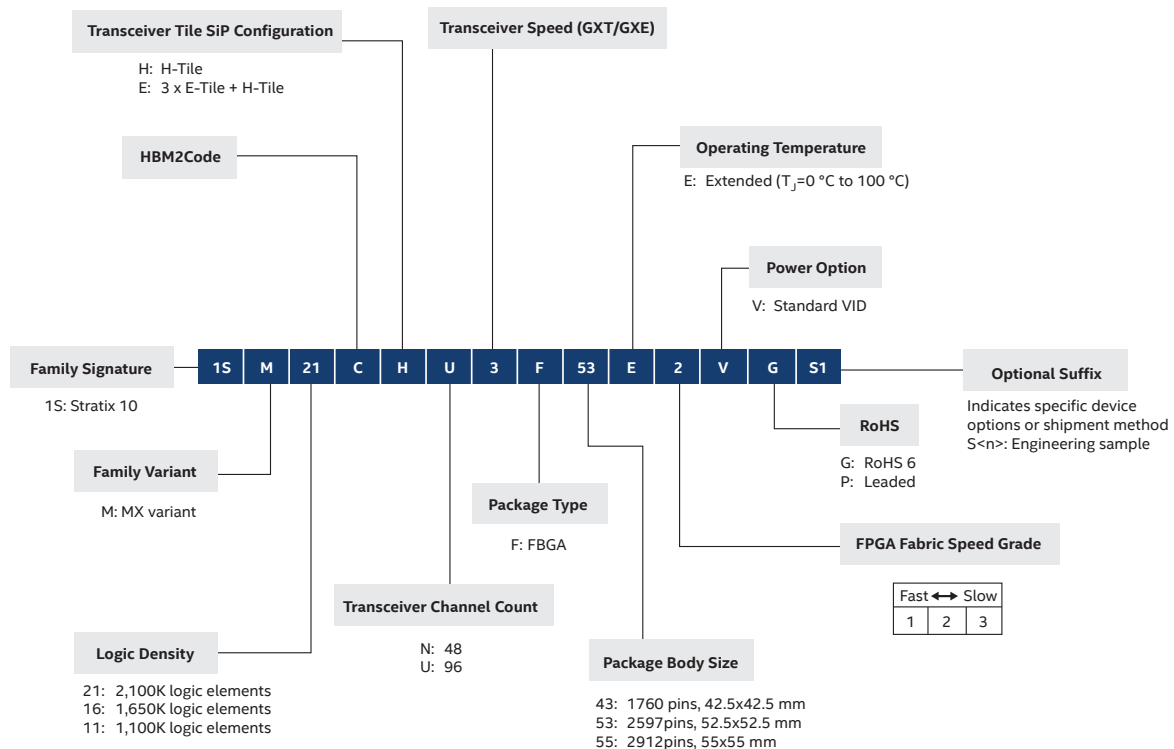 Transceiver Tile SiP Configuration
H: H-Tile
E: 3 x E-Tile + H-Tile
Transceiver Speed (GXT/GXE)
HBM2Code
Operating Temperature
E: Extended (TJ=0 °C to 100 °C)
Power Option
V: Standard VID
Family Signature
1S: Stratix 10
1S M 21 C H U 3 F 53 E 2 V G S1
Optional Suffix
Indicates specific device
options or shipment method
S<n>: Engineering sample
RoHS
G: RoHS 6
P: Leaded
Family Variant
M: MX variant
Package Type
F: FBGA
FPGA Fabric Speed Grade
Fast ↔ Slow
1 2 3
Transceiver Channel Count
N: 48
U: 96
Logic Density
21: 2,100K logic elements
16: 1,650K logic elements
11: 1,100K logic elements
Package Body Size
43: 1760 pins, 42.5x42.5 mm
53: 2597pins, 52.5x52.5 mm
55: 2912pins, 55x55 mm